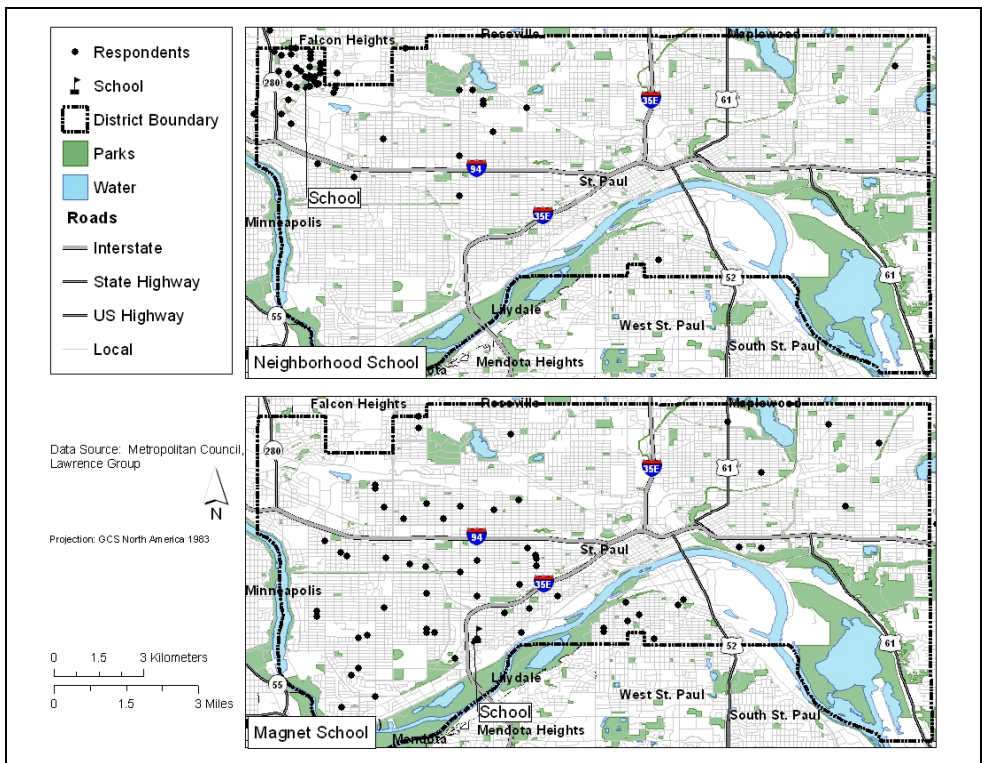 Respondents
School
District Boundary
Parks
Water
Roads
Interstate
State Highway
US Highway
Local
Falcon Heights
Roseville
Maplewood
280
35E
61
94
St. Paul
School
35E
Minneapolis
52
61
55
Lilydale
West St. Paul
South St. Paul
Mendota Heights
Neighborhood School
Falcon Heights
Roseville
Maplewood
Data Source: Metropolitan Council,
Lawrence Group
280
35E
61
N
Projection: GCS North America 1983
94
St. Paul
35E
Minneapolis
52
61
0 1.5 3 Kilometers
0 1.5 3 Miles
55
Lilydale
West St. Paul
School
South St. Paul
Magnet School
Mendota
Mendota Heights